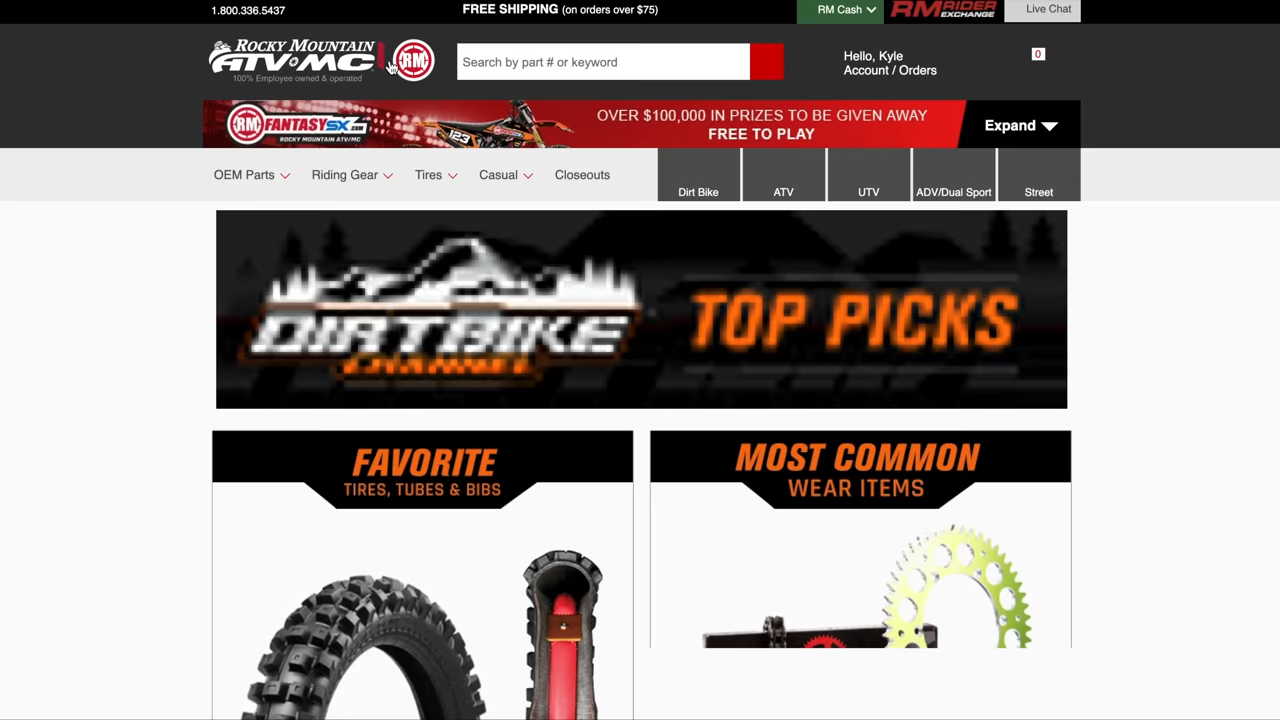 1.800.336.5437
FREE SHIPPING (on orders over $75)
RM Cash
RMRIDER EXCHANGE
Live Chat
ROCKY MOUNTAIN
ATV MC
100% Employee owned & operated
RM
Search by part # or keyword
Hello, Kyle
Account / Orders
0
RM FANTASYSX.COM
ROCKY MOUNTAIN ATV/MC
123
OVER $100,000 IN PRIZES TO BE GIVEN AWAY
FREE TO PLAY
Expand
OEM Parts
Riding Gear
Tires
Casual
Closeouts
Dirt Bike
ATV
UTV
ADV/Dual Sport
Street
DIRTBIKE
CHANNEL
TOP PICKS
FAVORITE
TIRES, TUBES & BIBS
MOST COMMON
WEAR ITEMS